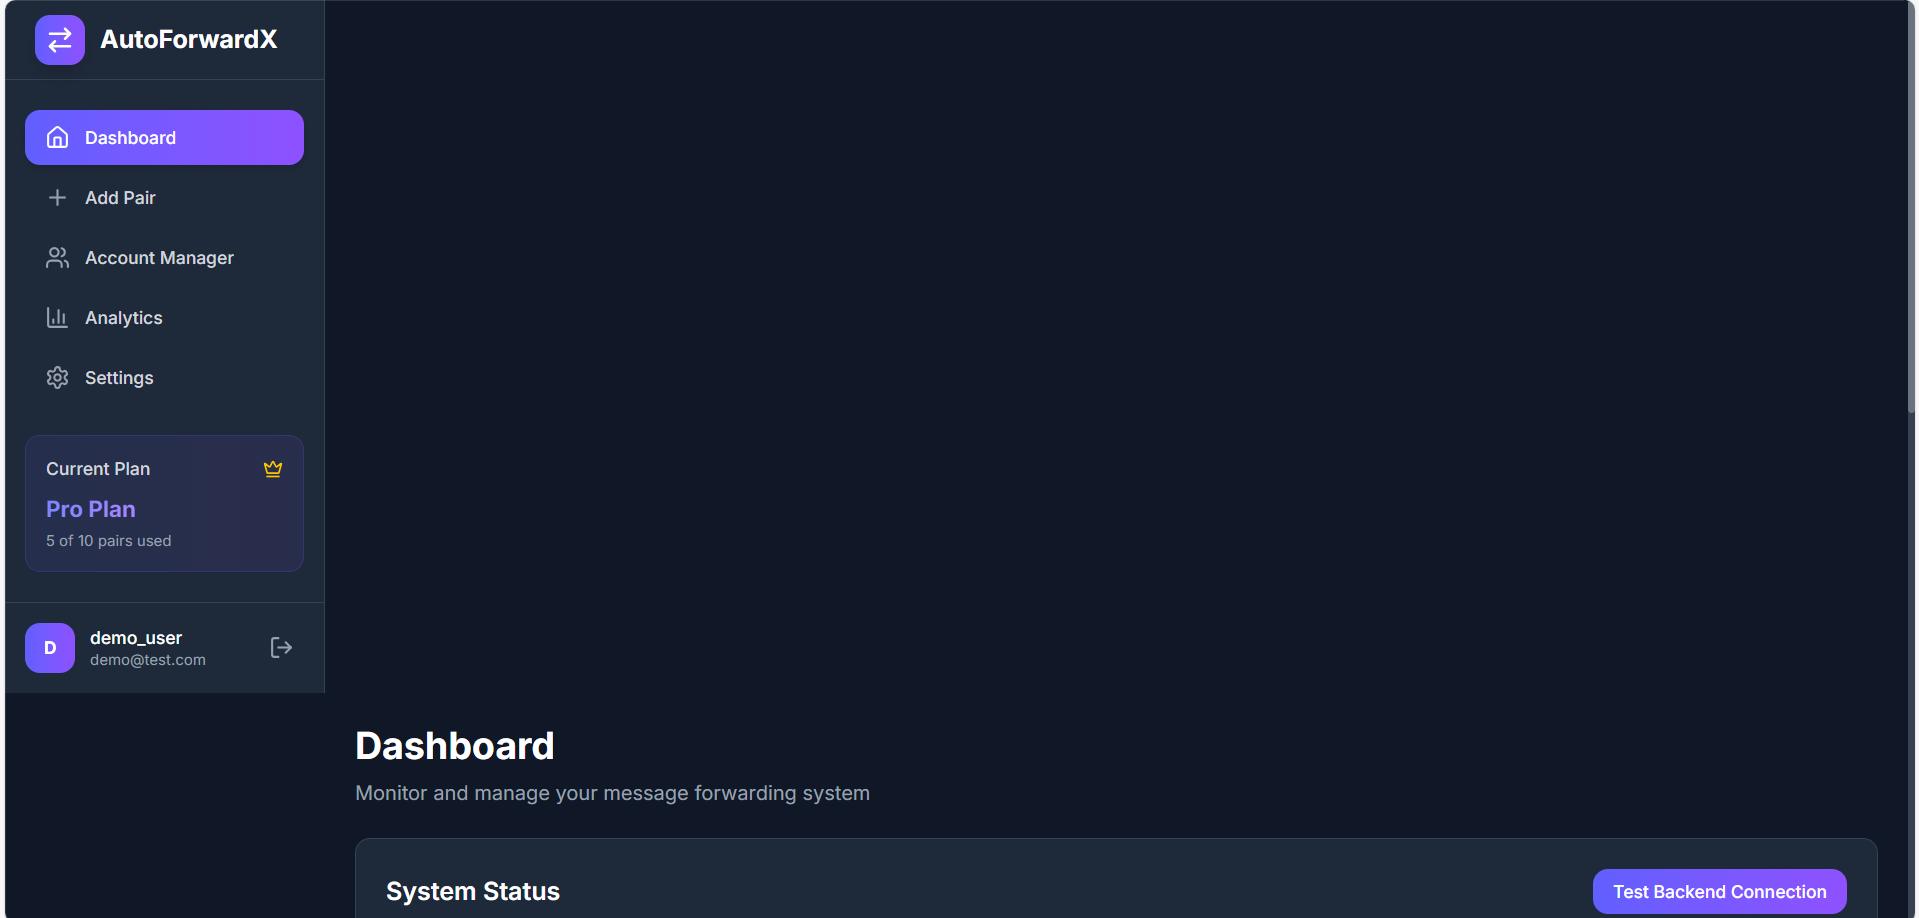 AutoForwardX
Dashboard
Add Pair
Account Manager
Analytics
Settings
Current Plan
Pro Plan
5 of 10 pairs used
D
demo_user
demo@test.com
Dashboard
Monitor and manage your message forwarding system
System Status
Test Backend Connection